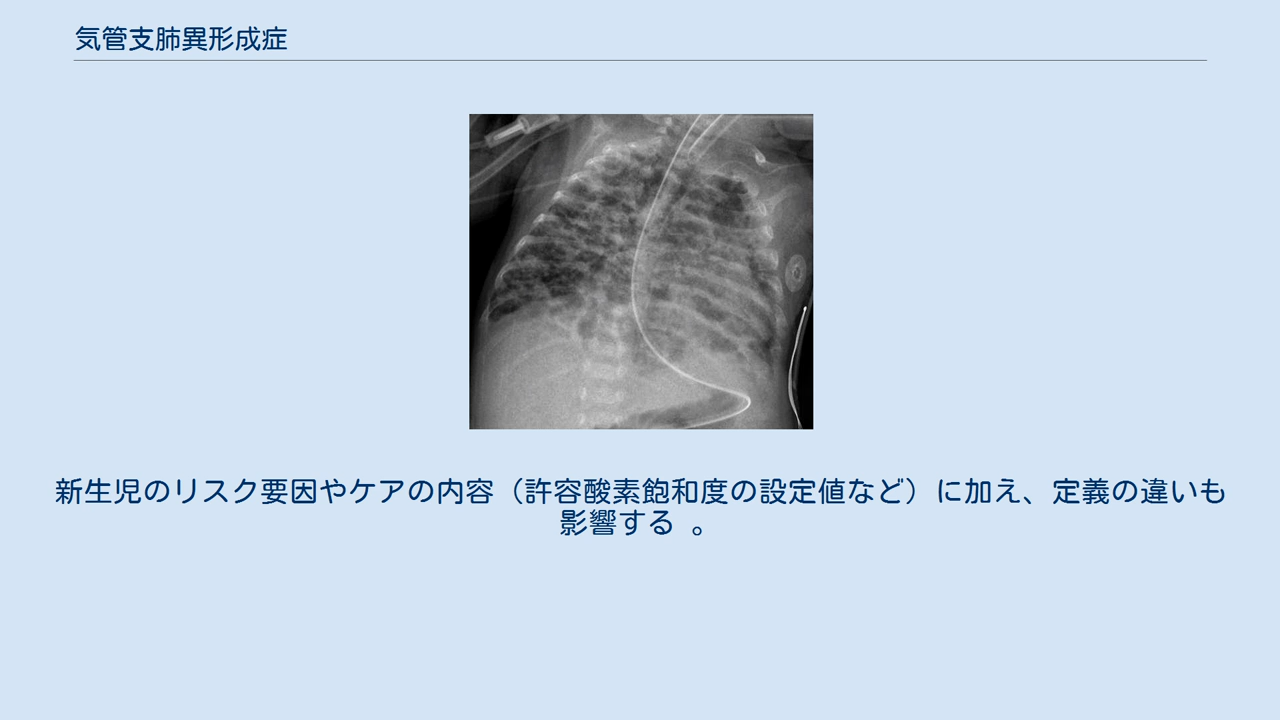 気管支肺異形成症
新生児のリスク要因やケアの内容（許容酸素飽和度の設定値など）に加え、定義の違いも
影響する 。